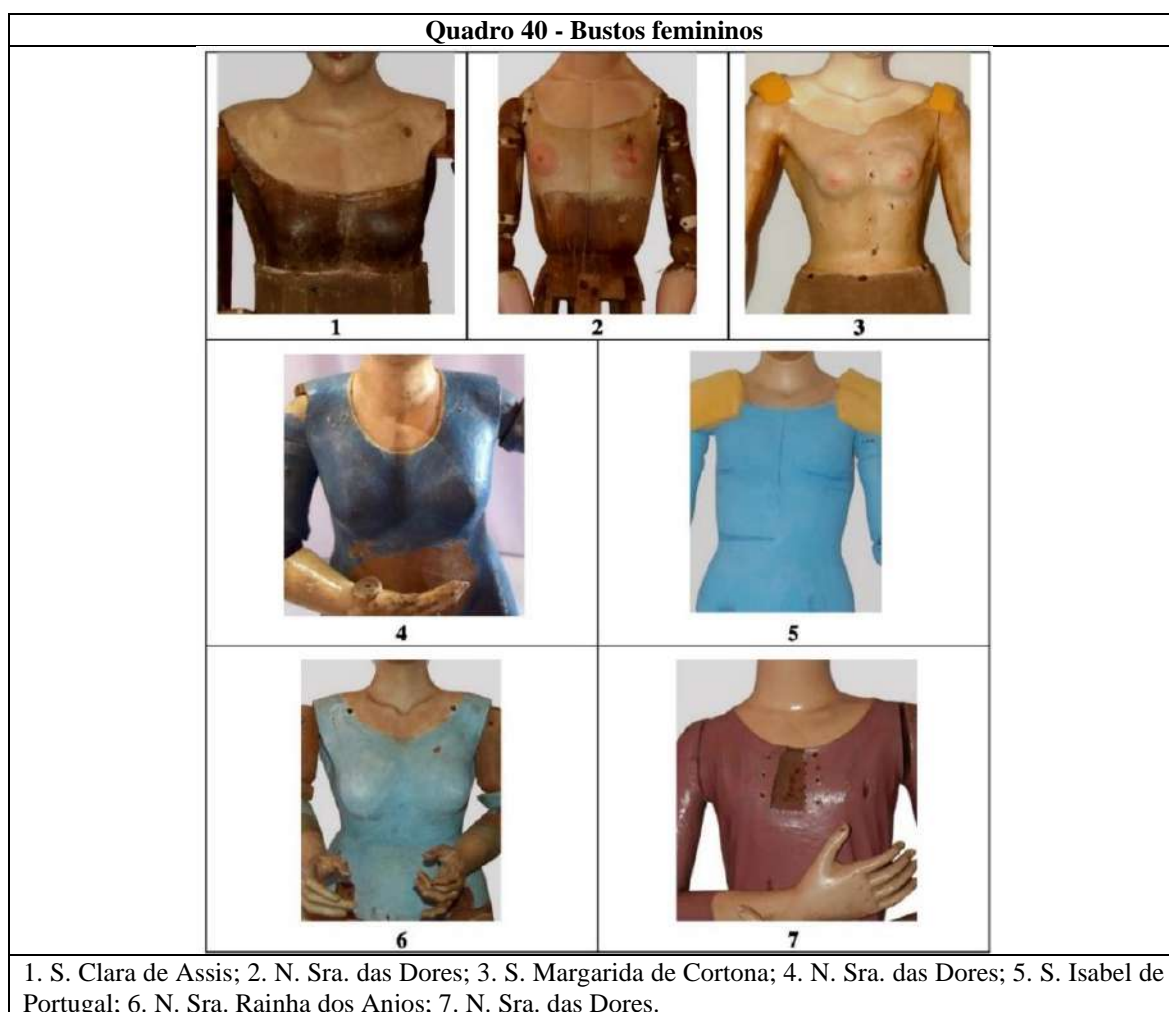 Quadro 40 - Bustos femininos
1
2
3
4
5
6
7
1. S. Clara de Assis; 2. N. Sra. das Dores; 3. S. Margarida de Cortona; 4. N. Sra. das Dores; 5. S. Isabel de
Portugal; 6. N. Sra. Rainha dos Anjos; 7. N. Sra. das Dores.